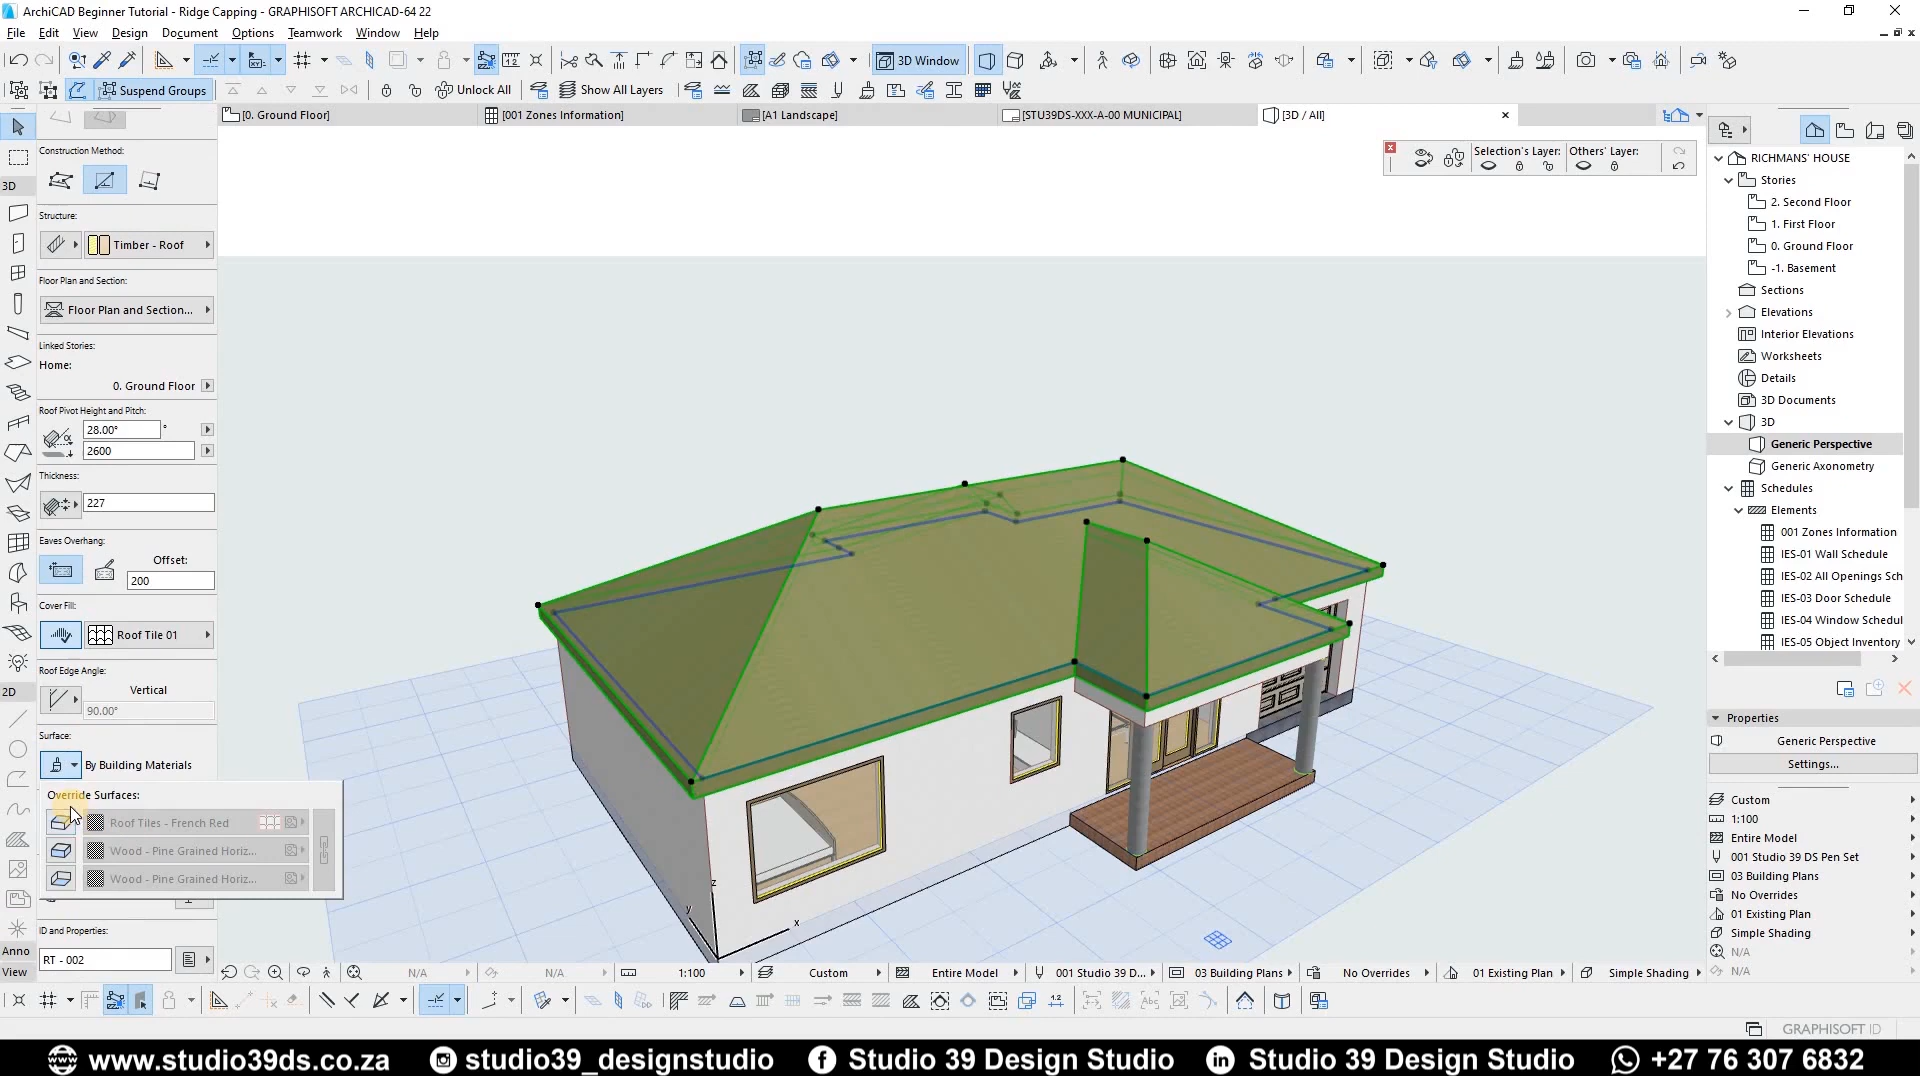 ArchiCAD Beginner Tutorial - Ridge Capping - GRAPHISOFT ARCHICAD-64 22
File Edit View Design Document Options Teamwork Window Help
3D Window
Suspend Groups Unlock All Show All Layers
[0. Ground Floor] [001 Zones Information] [A1 Landscape] [STU39DS-XXX-A-00 MUNICIPAL] [3D / All]
Selection's Layer: Others' Layer:
Construction Method:
3D
Structure:
Timber - Roof
Floor Plan and Section:
Floor Plan and Section...
Linked Stories:
Home:
0. Ground Floor
Roof Pivot Height and Pitch:
28.00° °
2600
Thickness:
227
Eaves Overhang:
Offset:
200
Cover Fill:
Roof Tile 01
Roof Edge Angle:
2D
Vertical
90.00°
Surface:
By Building Materials
Override Surfaces:
Roof Tiles - French Red
Wood - Pine Grained Horiz...
Wood - Pine Grained Horiz...
ID and Properties:
Anno
RT - 002
View
z
y
x
RICHMANS' HOUSE
Stories
2. Second Floor
1. First Floor
0. Ground Floor
-1. Basement
Sections
Elevations
Interior Elevations
Worksheets
Details
3D Documents
3D
Generic Perspective
Generic Axonometry
Schedules
Elements
001 Zones Information
IES-01 Wall Schedule
IES-02 All Openings Sch
IES-03 Door Schedule
IES-04 Window Schedul
IES-05 Object Inventory
Properties
Generic Perspective
Settings...
Custom
1:100
Entire Model
001 Studio 39 DS Pen Set
03 Building Plans
No Overrides
01 Existing Plan
Simple Shading
N/A
N/A
N/A N/A 1:100 Custom Entire Model 001 Studio 39 D... 03 Building Plans No Overrides 01 Existing Plan Simple Shading
GRAPHISOFT ID
www.studio39ds.co.za studio39_designstudio Studio 39 Design Studio Studio 39 Design Studio +27 76 307 6832